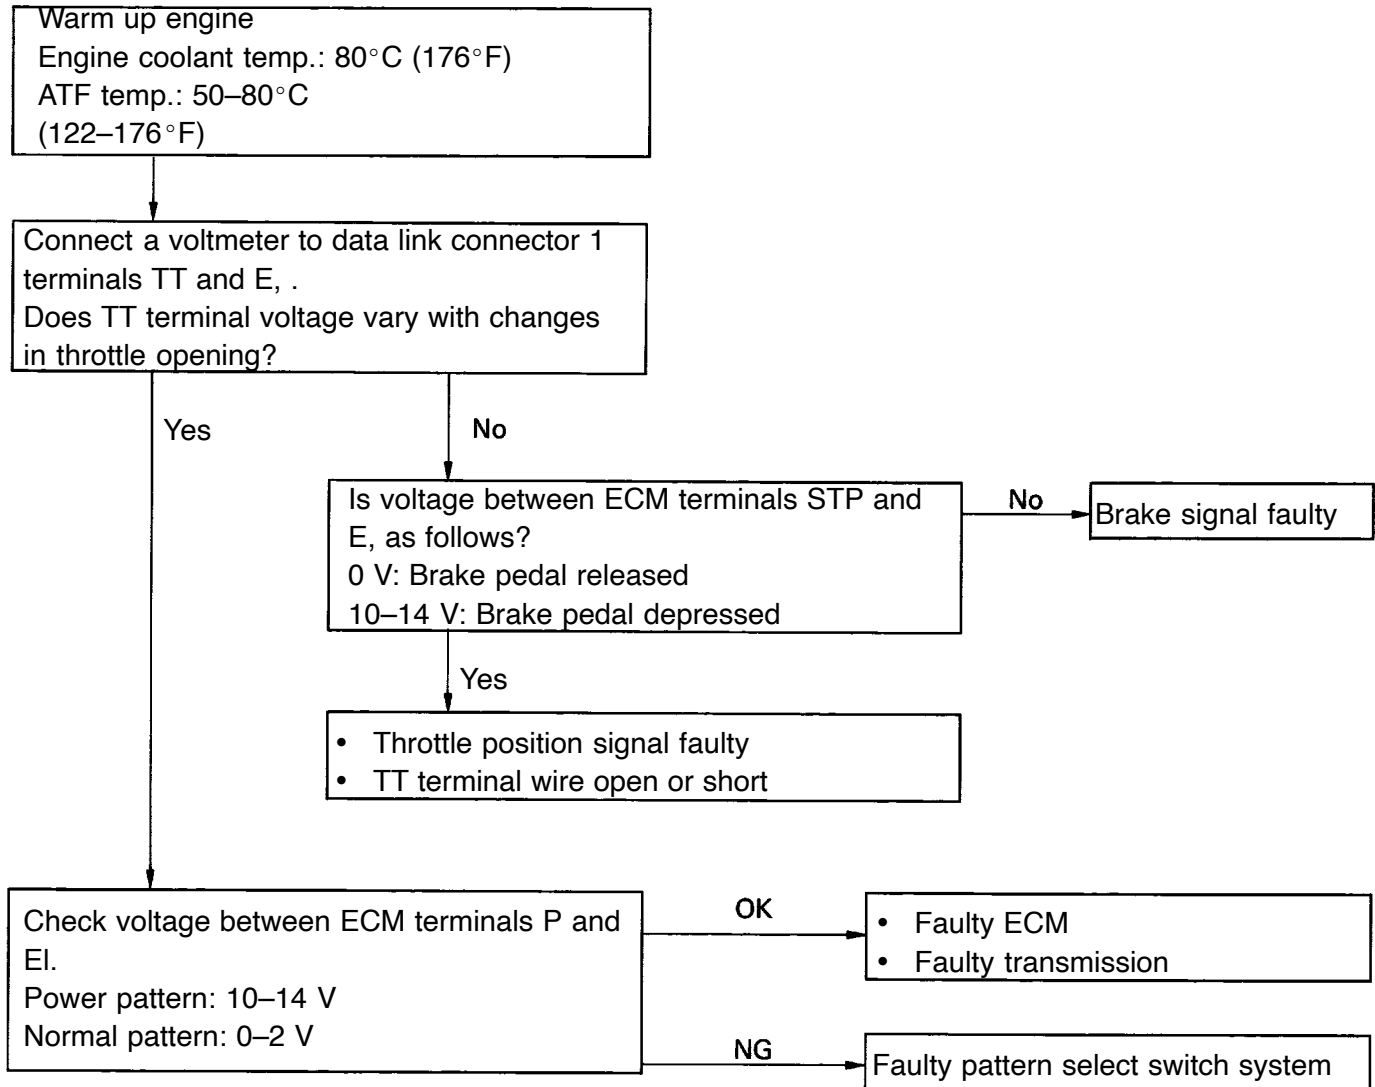 Warm up engine
Engine coolant temp.: 80°C (176°F)
ATF temp.: 50–80°C
(122–176°F)
Connect a voltmeter to data link connector 1
terminals TT and E, .
Does TT terminal voltage vary with changes
in throttle opening?
Yes
No
Is voltage between ECM terminals STP and
E, as follows?
0 V: Brake pedal released
10–14 V: Brake pedal depressed
No
Brake signal faulty
Yes
• Throttle position signal faulty
• TT terminal wire open or short
Check voltage between ECM terminals P and
El.
Power pattern: 10–14 V
Normal pattern: 0–2 V
OK
• Faulty ECM
• Faulty transmission
NG
Faulty pattern select switch system